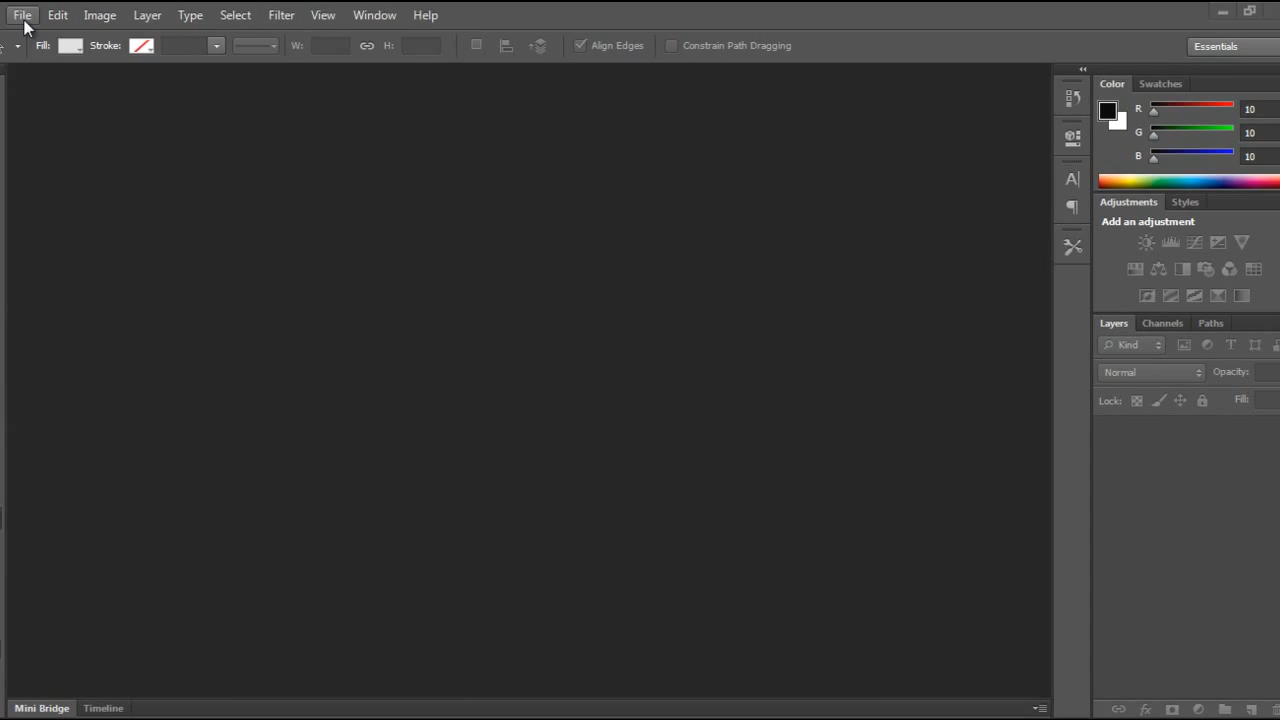 File Edit Image Layer Type Select Filter View Window Help
Fill: Stroke: W: H: Align Edges Constrain Path Dragging Essentials
Color Swatches
R 10
G 10
B 10
Adjustments Styles
Add an adjustment
Layers Channels Paths
Kind
Normal Opacity:
Lock: Fill:
Mini Bridge Timeline